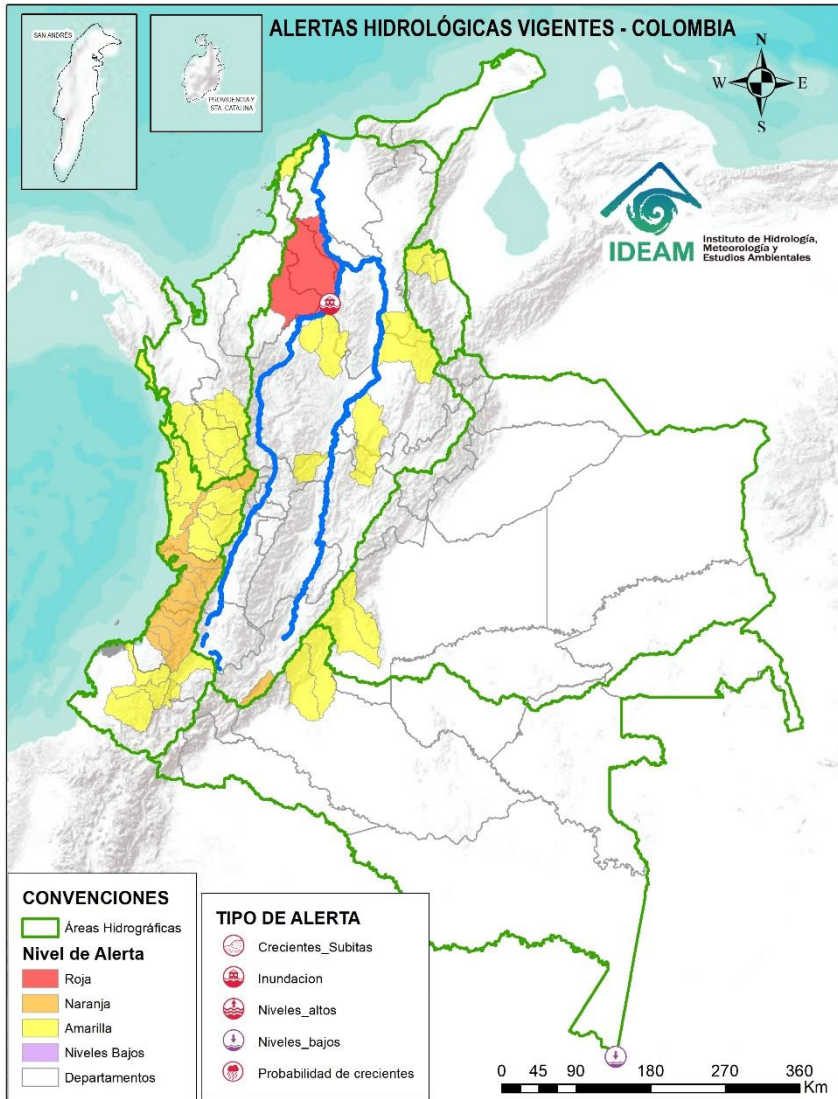 ALERTAS HIDROLÓGICAS VIGENTES - COLOMBIA
SAN ANDRÉS
PROVIDENCIA Y
STA. CATALINA
N
W
E
S
IDEAM
Instituto de Hidrología,
Meteorología y
Estudios Ambientales
CONVENCIONES
Áreas Hidrográficas
Nivel de Alerta
Roja
Naranja
Amarilla
Niveles Bajos
Departamentos
TIPO DE ALERTA
Crecientes_Subitas
Inundacion
Niveles_altos
Niveles_bajos
Probabilidad de crecientes
0 45 90 180 270 360
Km